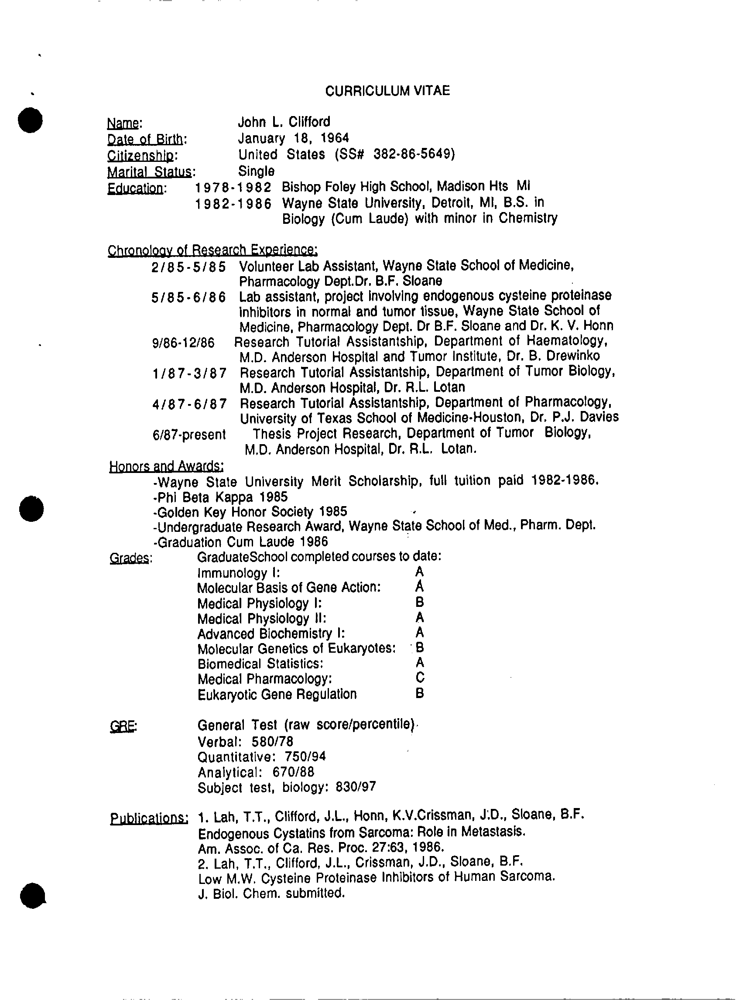 CURRICULUM VITAE
Name: John L. Clifford
Date of Birth: January 18, 1964
Citizenship: United States (SS# 382-86-5649)
Marital Status: Single
Education: 1978-1982 Bishop Foley High School, Madison Hts MI
1982-1986 Wayne State University, Detroit, MI, B.S. in
Biology (Cum Laude) with minor in Chemistry
Chronology of Research Experience:
2/85-5/85 Volunteer Lab Assistant, Wayne State School of Medicine,
Pharmacology Dept.Dr. B.F. Sloane
5/85-6/86 Lab assistant, project involving endogenous cysteine proteinase
inhibitors in normal and tumor tissue, Wayne State School of
Medicine, Pharmacology Dept. Dr B.F. Sloane and Dr. K. V. Honn
9/86-12/86 Research Tutorial Assistantship, Department of Haematology,
M.D. Anderson Hospital and Tumor Institute, Dr. B. Drewinko
1/87-3/87 Research Tutorial Assistantship, Department of Tumor Biology,
M.D. Anderson Hospital, Dr. R.L. Lotan
4/87-6/87 Research Tutorial Assistantship, Department of Pharmacology,
University of Texas School of Medicine-Houston, Dr. P.J. Davies
6/87-present Thesis Project Research, Department of Tumor Biology,
M.D. Anderson Hospital, Dr. R.L. Lotan.
Honors and Awards:
-Wayne State University Merit Scholarship, full tuition paid 1982-1986.
-Phi Beta Kappa 1985
-Golden Key Honor Society 1985
-Undergraduate Research Award, Wayne State School of Med., Pharm. Dept.
-Graduation Cum Laude 1986
Grades: GraduateSchool completed courses to date:
Immunology I: A
Molecular Basis of Gene Action: A
Medical Physiology I: B
Medical Physiology II: A
Advanced Biochemistry I: A
Molecular Genetics of Eukaryotes: B
Biomedical Statistics: A
Medical Pharmacology: C
Eukaryotic Gene Regulation B
GRE: General Test (raw score/percentile)
Verbal: 580/78
Quantitative: 750/94
Analytical: 670/88
Subject test, biology: 830/97
Publications: 1. Lah, T.T., Clifford, J.L., Honn, K.V.Crissman, J.D., Sloane, B.F.
Endogenous Cystatins from Sarcoma: Role in Metastasis.
Am. Assoc. of Ca. Res. Proc. 27:63, 1986.
2. Lah, T.T., Clifford, J.L., Crissman, J.D., Sloane, B.F.
Low M.W. Cysteine Proteinase Inhibitors of Human Sarcoma.
J. Biol. Chem. submitted.